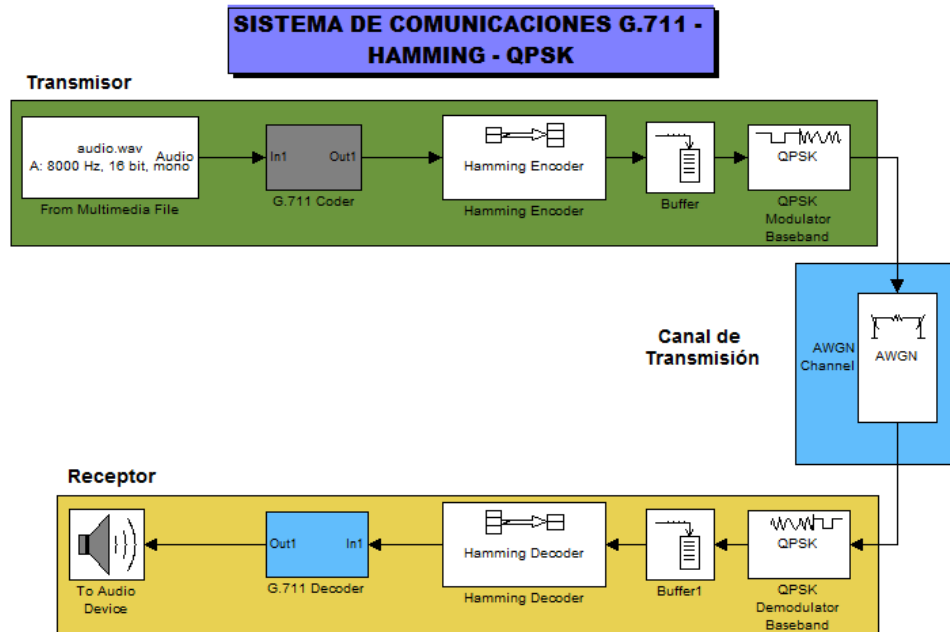 SISTEMA DE COMUNICACIONES G.711 -
HAMMING - QPSK
Transmisor
audio.wav
A: 8000 Hz, 16 bit, mono
Audio
From Multimedia File
In1
Out1
G.711 Coder
Hamming Encoder
Hamming Encoder
Buffer
QPSK
QPSK
Modulator
Baseband
Canal de
Transmisión
AWGN
Channel
AWGN
Receptor
To Audio
Device
Out1
In1
G.711 Decoder
Hamming Decoder
Hamming Decoder
Buffer1
QPSK
QPSK
Demodulator
Baseband